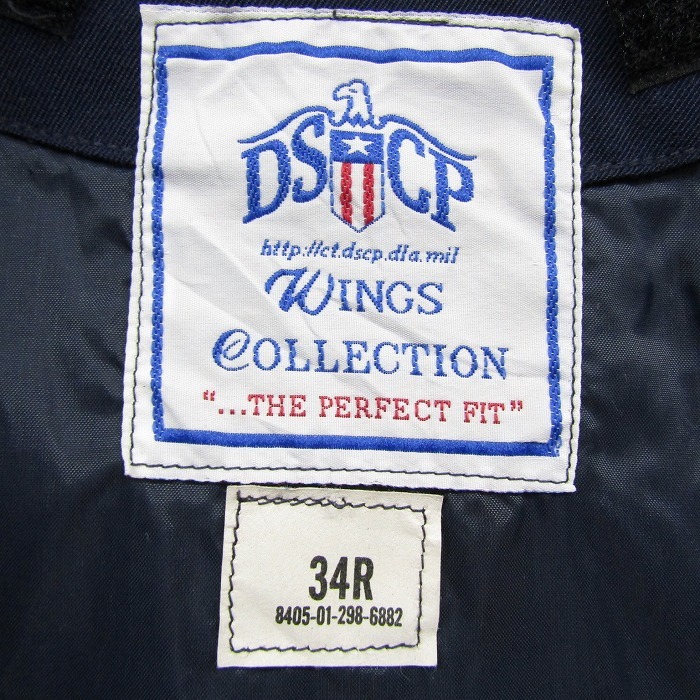 DSCP
http://ct.dscp.dla.mil
WINGS
COLLECTION
"...THE PERFECT FIT"
34R
8405-01-298-6882